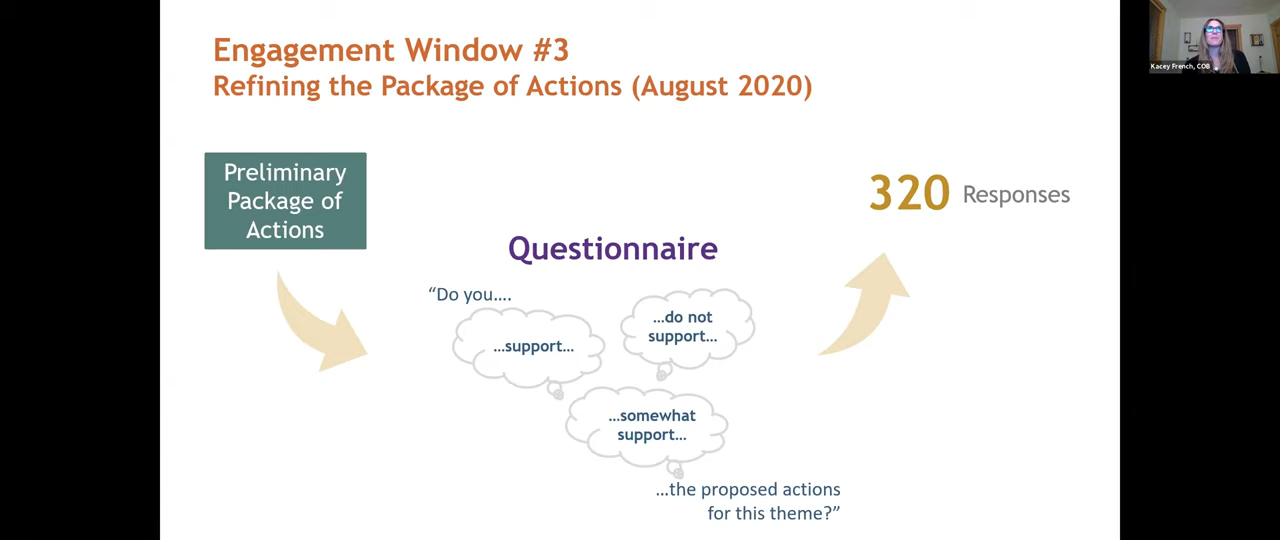 Engagement Window #3
Refining the Package of Actions (August 2020)
Kacey French, COB
Preliminary
Package of
Actions
320 Responses
Questionnaire
“Do you….
…support…
…do not
support…
…somewhat
support…
…the proposed actions
for this theme?”